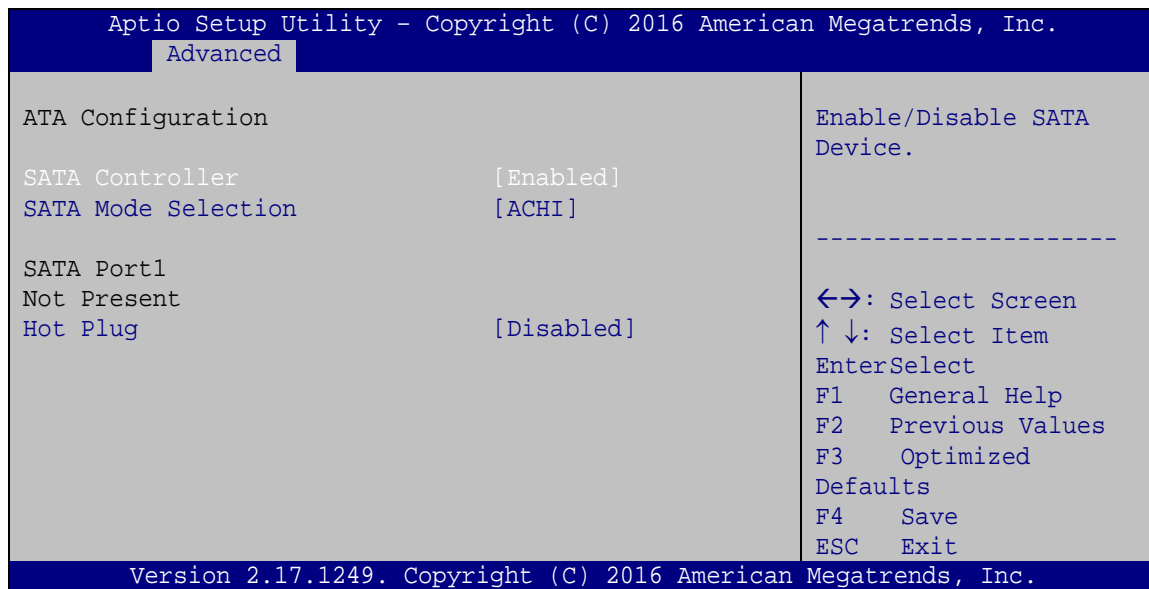 Aptio Setup Utility – Copyright (C) 2016 American Megatrends, Inc.
Advanced
ATA Configuration
SATA Controller [Enabled]
SATA Mode Selection [ACHI]
SATA Port1
Not Present
Hot Plug [Disabled]
Enable/Disable SATA
Device.
---------------------
←→: Select Screen
↑ ↓: Select Item
EnterSelect
F1 General Help
F2 Previous Values
F3 Optimized
Defaults
F4 Save
ESC Exit
Version 2.17.1249. Copyright (C) 2016 American Megatrends, Inc.